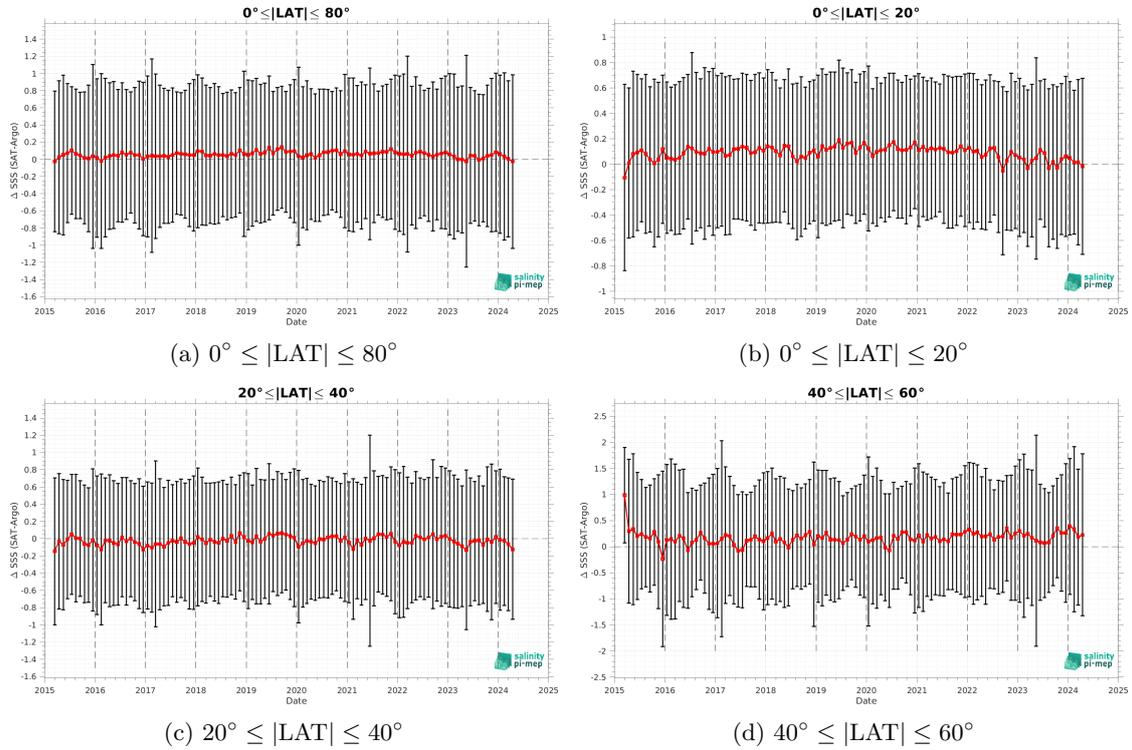 0°≤|LAT|≤ 80°
Δ SSS (SAT-Argo)
1.4
1.2
1
0.8
0.6
0.4
0.2
0
-0.2
-0.4
-0.6
-0.8
-1
-1.2
-1.4
-1.6
2015 2016 2017 2018 2019 2020 2021 2022 2023 2024 2025
Date
salinity
pi-mep
(a) 0° ≤ |LAT| ≤ 80°
0°≤|LAT|≤ 20°
Δ SSS (SAT-Argo)
1
0.8
0.6
0.4
0.2
0
-0.2
-0.4
-0.6
-0.8
-1
2015 2016 2017 2018 2019 2020 2021 2022 2023 2024 2025
Date
salinity
pi-mep
(b) 0° ≤ |LAT| ≤ 20°
20°≤|LAT|≤ 40°
Δ SSS (SAT-Argo)
1.4
1.2
1
0.8
0.6
0.4
0.2
0
-0.2
-0.4
-0.6
-0.8
-1
-1.2
-1.4
-1.6
2015 2016 2017 2018 2019 2020 2021 2022 2023 2024 2025
Date
salinity
pi-mep
(c) 20° ≤ |LAT| ≤ 40°
40°≤|LAT|≤ 60°
Δ SSS (SAT-Argo)
2.5
2
1.5
1
0.5
0
-0.5
-1
-1.5
-2
-2.5
2015 2016 2017 2018 2019 2020 2021 2022 2023 2024 2025
Date
salinity
pi-mep
(d) 40° ≤ |LAT| ≤ 60°